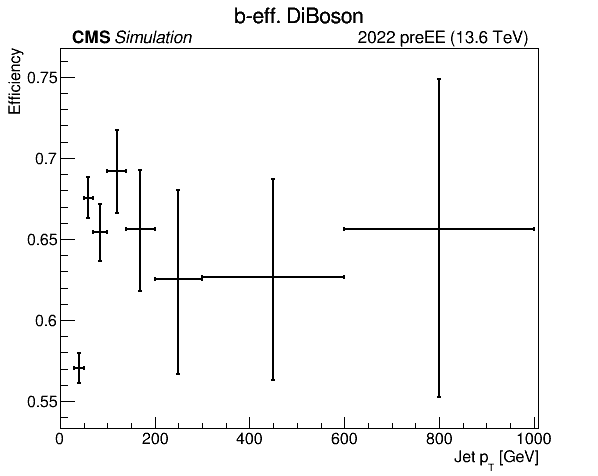 b-eff. DiBoson
CMS Simulation
2022 preEE (13.6 TeV)
Efficiency
0.75
0.7
0.65
0.6
0.55
0
200
400
600
800
1000
Jet p_T [GeV]